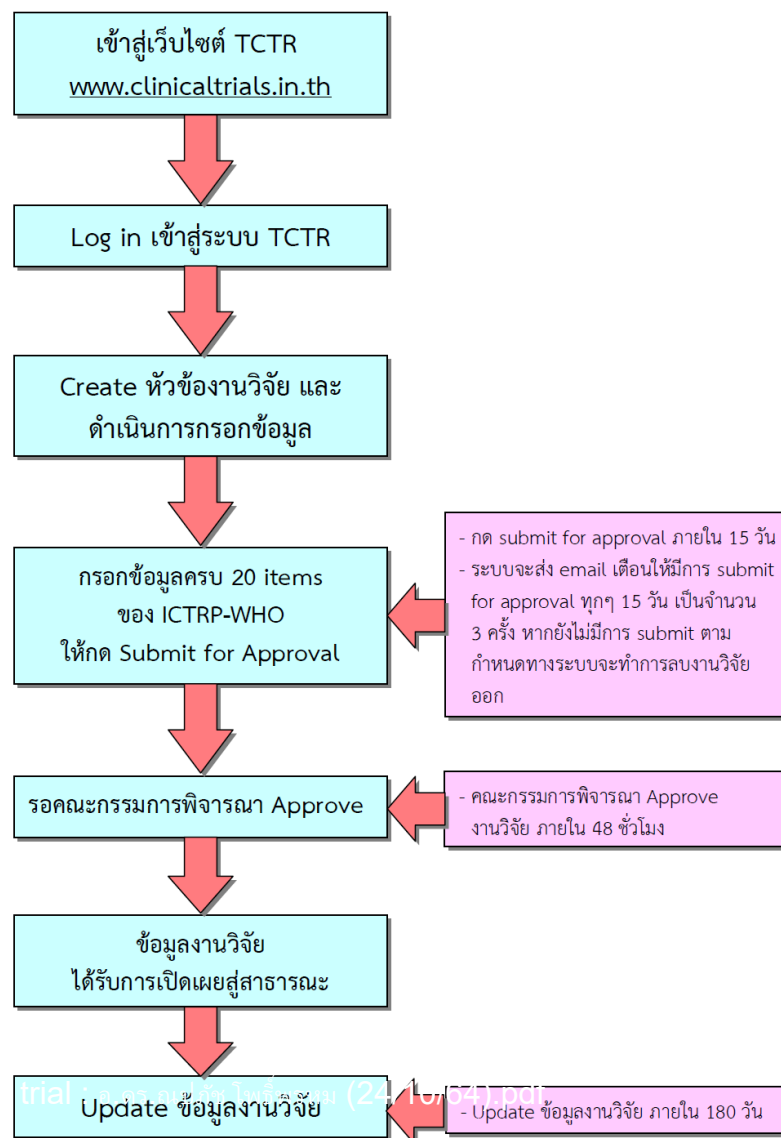 เข้าสู่เว็บไซต์ TCTR
www.clinicaltrials.in.th
Log in เข้าสู่ระบบ TCTR
Create หัวข้องานวิจัย และ
ดำเนินการกรอกข้อมูล
กรอกข้อมูลครบ 20 items
ของ ICTRP-WHO
ให้กด Submit for Approval
- กด submit for approval ภายใน 15 วัน
- ระบบจะส่ง email เตือนให้มีการ submit
for approval ทุกๆ 15 วัน เป็นจำนวน
3 ครั้ง หากยังไม่มีการ submit ตาม
กำหนดทางระบบจะทำการลบงานวิจัย
ออก
รอคณะกรรมการพิจารณา Approve
- คณะกรรมการพิจารณา Approve
งานวิจัย ภายใน 48 ชั่วโมง
ข้อมูลงานวิจัย
ได้รับการเปิดเผยสู่สาธารณะ
trial : อ.ดร. (24/10/64).pdf
Update ข้อมูลงานวิจัย
- Update ข้อมูลงานวิจัย ภายใน 180 วัน